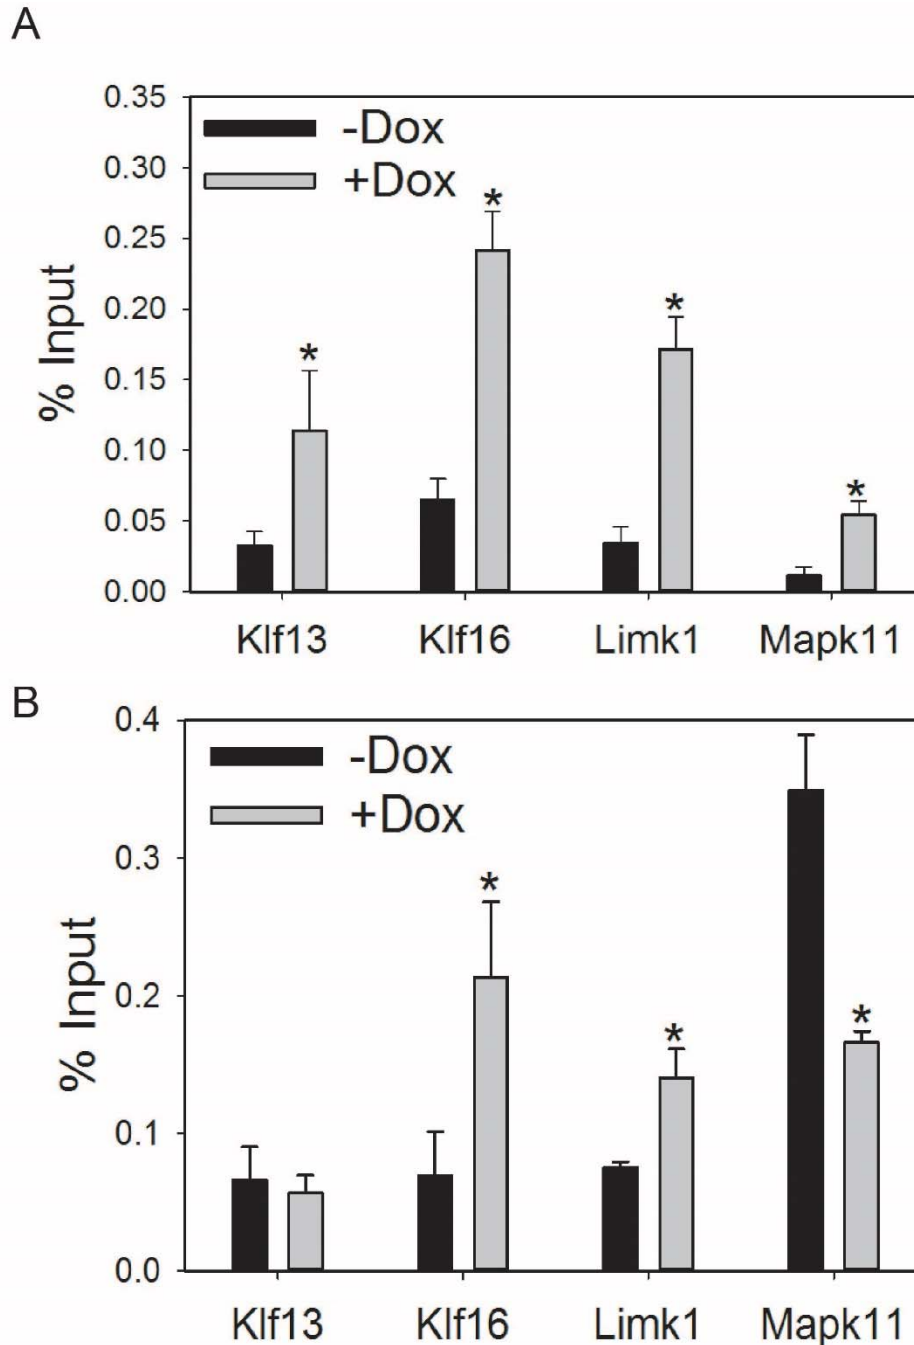 A
0.35
0.30
0.25
0.20
0.15
0.10
0.05
0.00
% Input
-Dox
+Dox
* * * *
Klf13 Klf16 Limk1 Mapk11
B
0.4
0.3
0.2
0.1
0.0
% Input
-Dox
+Dox
* * *
Klf13 Klf16 Limk1 Mapk11